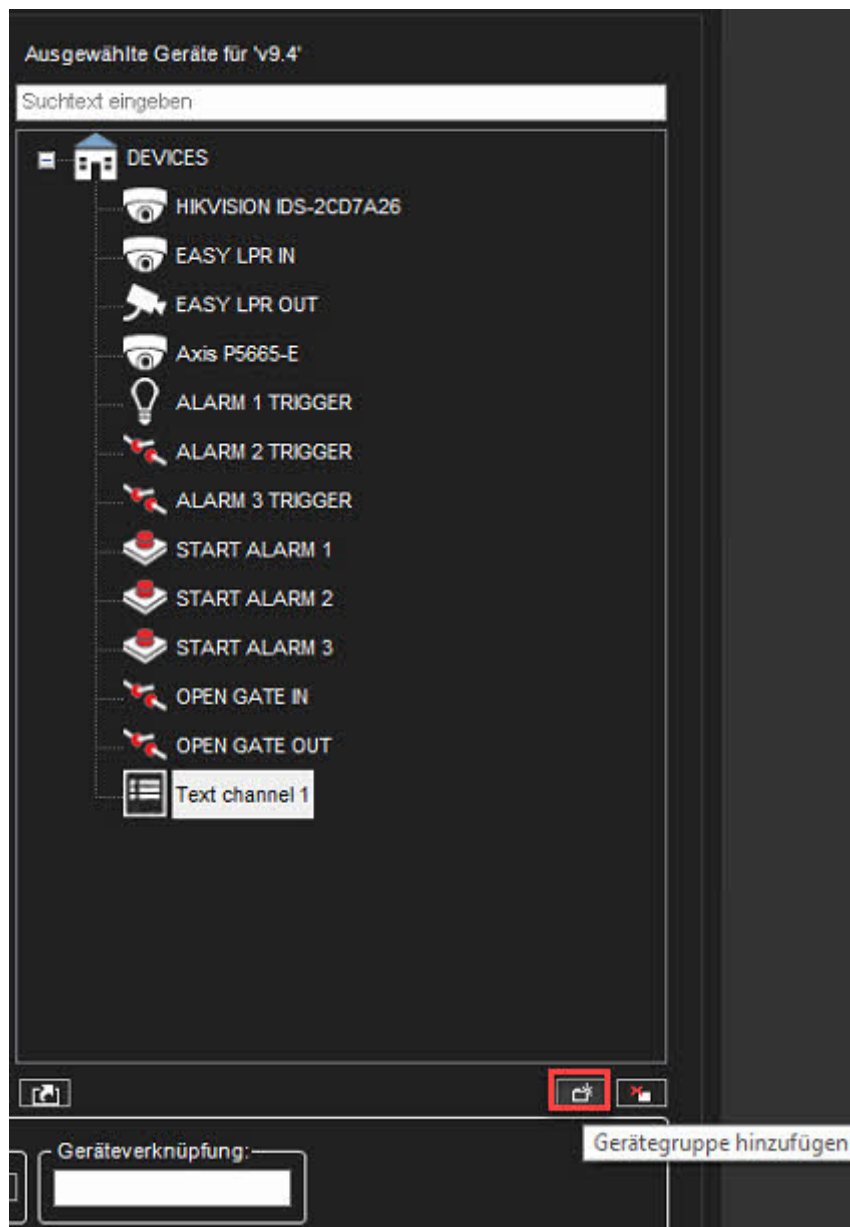 Ausgewählte Geräte für 'v9.4'
Suchtext eingeben
DEVICES
HIKVISION IDS-2CD7A26
EASY LPR IN
EASY LPR OUT
Axis P5665-E
ALARM 1 TRIGGER
ALARM 2 TRIGGER
ALARM 3 TRIGGER
START ALARM 1
START ALARM 2
START ALARM 3
OPEN GATE IN
OPEN GATE OUT
Text channel 1
Gerätegruppe hinzufügen
Geräteverknüpfung: